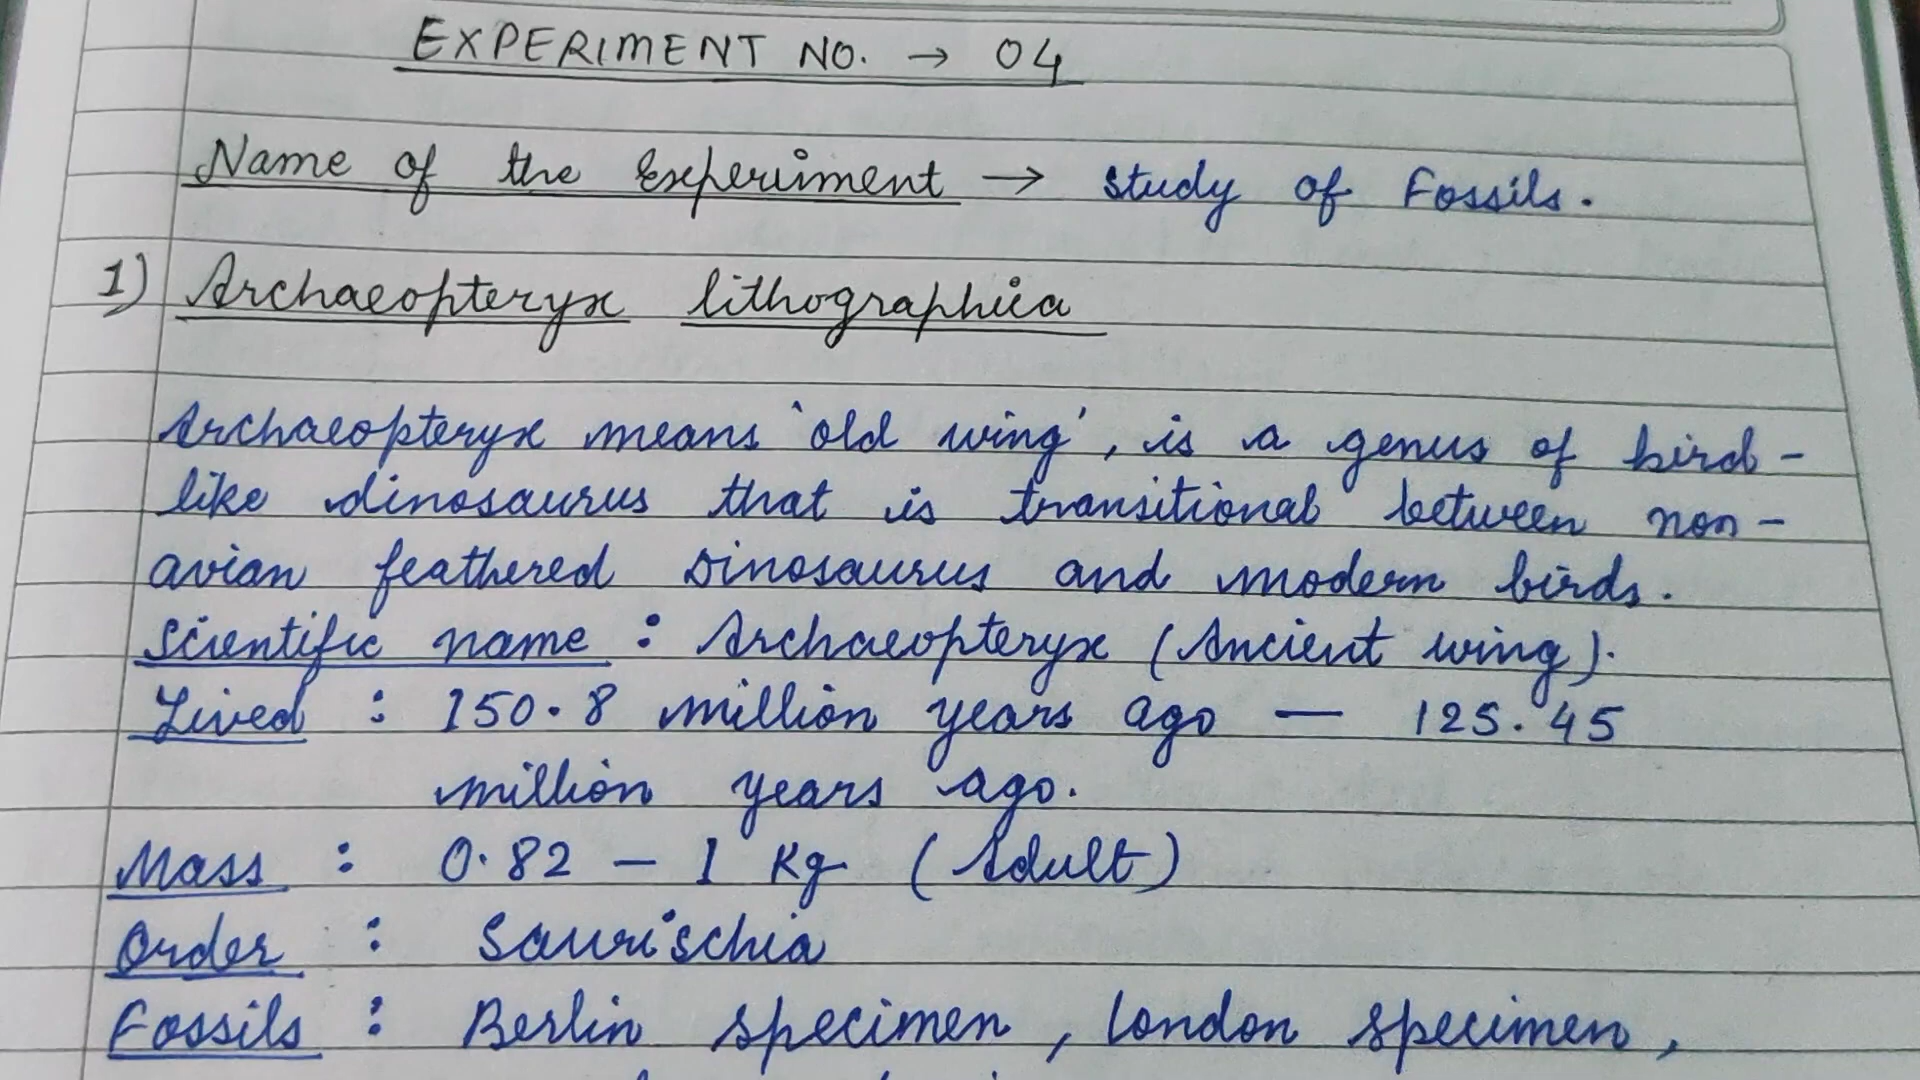 EXPERIMENT NO. → 04
Name of the Experiment → Study of Fossils.
1) Archaeopteryx lithographica
Archaeopteryx means 'old wing', is a genus of bird-
like dinosaurus that is transitional between non-
avian feathered Dinosaurus and modern birds.
Scientific name : Archaeopteryx (Ancient wing).
Lived : 150.8 million years ago — 125.45
million years ago.
Mass : 0.82 – 1 Kg (Adult)
Order : Saurischia
Fossils : Berlin specimen, London specimen,